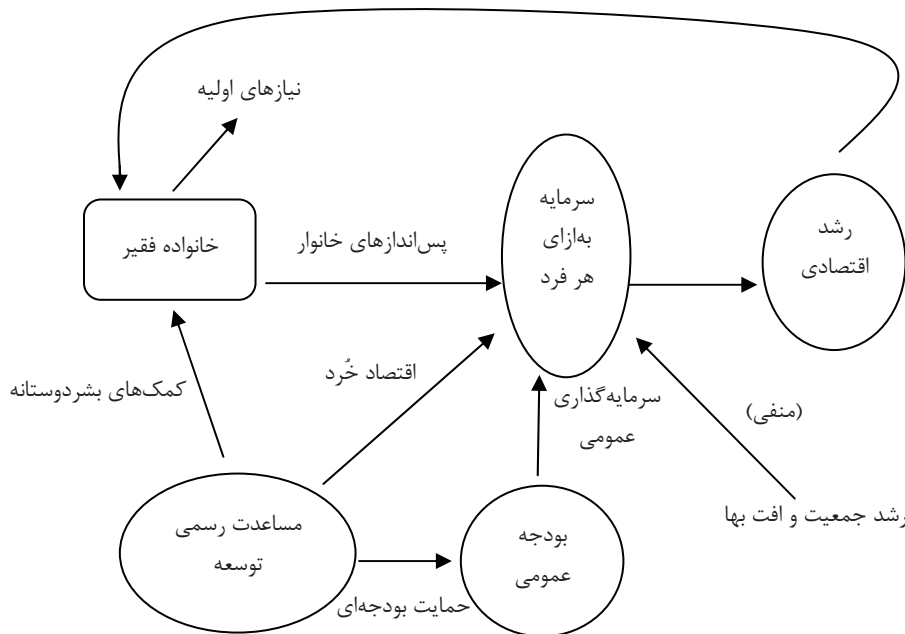 نیازهای اولیه
سرمایه
به‌ازای
هر فرد
رشد
اقتصادی
خانواده فقیر
پس‌اندازهای خانوار
کمک‌های بشردوستانه
اقتصاد خُرد
سرمایه‌گذاری
عمومی
(منفی)
رشد جمعیت و افت بها
مساعدت رسمی
توسعه
بودجه
عمومی
حمایت بودجه‌ای